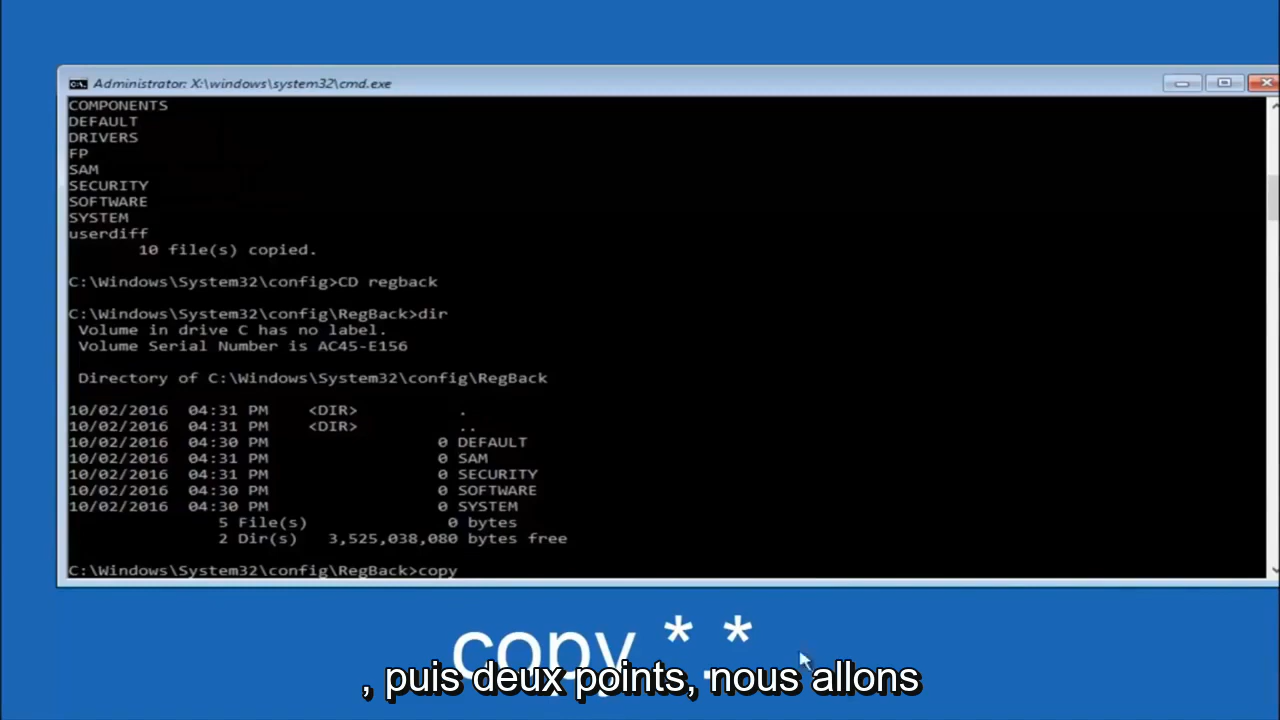 Administrator: X:\windows\system32\cmd.exe
COMPONENTS
DEFAULT
DRIVERS
FP
SAM
SECURITY
SOFTWARE
SYSTEM
userdiff
10 file(s) copied.
C:\Windows\System32\config>CD regback
C:\Windows\System32\config\RegBack>dir
Volume in drive C has no label.
Volume Serial Number is AC45-E156
Directory of C:\Windows\System32\config\RegBack
10/02/2016 04:31 PM <DIR> .
10/02/2016 04:31 PM <DIR> ..
10/02/2016 04:30 PM 0 DEFAULT
10/02/2016 04:31 PM 0 SAM
10/02/2016 04:31 PM 0 SECURITY
10/02/2016 04:30 PM 0 SOFTWARE
10/02/2016 04:30 PM 0 SYSTEM
5 File(s) 0 bytes
2 Dir(s) 3,525,038,080 bytes free
C:\Windows\System32\config\RegBack>copy
copy *.*
, puis deux points, nous allons